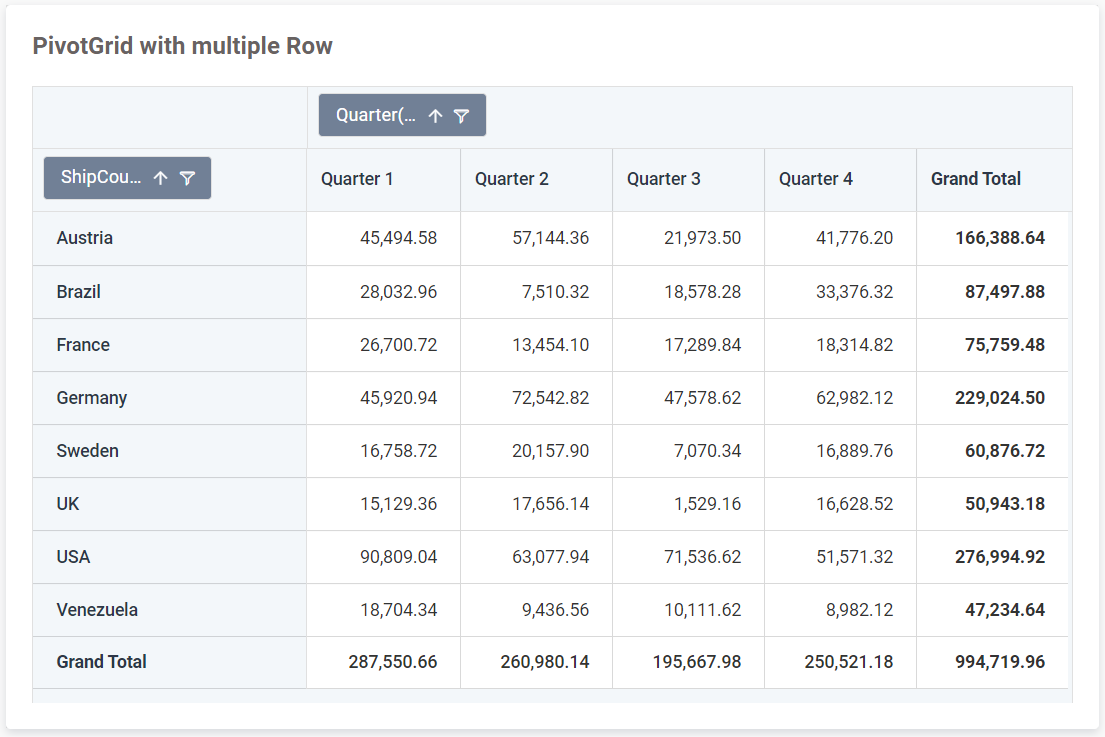 PivotGrid with multiple Row
Quarter(...
ShipCou... Quarter 1 Quarter 2 Quarter 3 Quarter 4 Grand Total
Austria 45,494.58 57,144.36 21,973.50 41,776.20 166,388.64
Brazil 28,032.96 7,510.32 18,578.28 33,376.32 87,497.88
France 26,700.72 13,454.10 17,289.84 18,314.82 75,759.48
Germany 45,920.94 72,542.82 47,578.62 62,982.12 229,024.50
Sweden 16,758.72 20,157.90 7,070.34 16,889.76 60,876.72
UK 15,129.36 17,656.14 1,529.16 16,628.52 50,943.18
USA 90,809.04 63,077.94 71,536.62 51,571.32 276,994.92
Venezuela 18,704.34 9,436.56 10,111.62 8,982.12 47,234.64
Grand Total 287,550.66 260,980.14 195,667.98 250,521.18 994,719.96